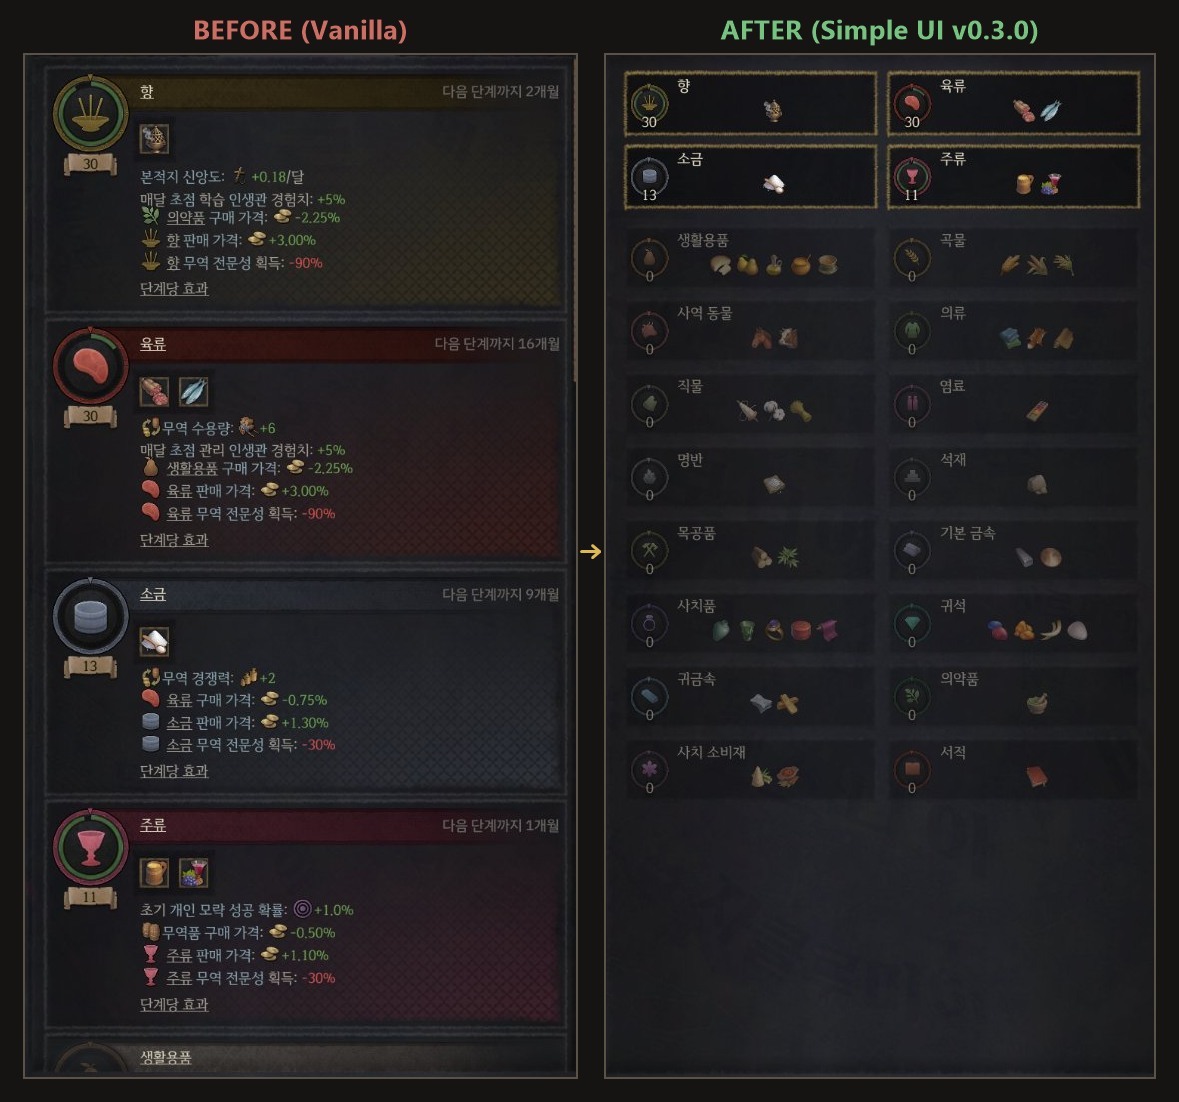 BEFORE (Vanilla)
향
다음 단계까지 2개월
30
본적지 신앙도: +0.18/달
매달 초점 학습 인생관 경험치: +5%
의약품 구매 가격: -2.25%
향 판매 가격: +3.00%
향 무역 전문성 획득: -90%
단계당 효과
육류
다음 단계까지 16개월
30
무역 수용량: +6
매달 초점 관리 인생관 경험치: +5%
생활용품 구매 가격: -2.25%
육류 판매 가격: +3.00%
육류 무역 전문성 획득: -90%
단계당 효과
소금
다음 단계까지 9개월
13
무역 경쟁력: +2
육류 구매 가격: -0.75%
소금 판매 가격: +1.30%
소금 무역 전문성 획득: -30%
단계당 효과
주류
다음 단계까지 1개월
11
초기 개인 모략 성공 확률: +1.0%
무역품 구매 가격: -0.50%
주류 판매 가격: +1.10%
주류 무역 전문성 획득: -30%
단계당 효과
생활용품
→
AFTER (Simple UI v0.3.0)
향
30
육류
30
소금
13
주류
11
생활용품
0
곡물
0
사역 동물
0
의류
0
직물
0
염료
0
명반
0
석재
0
목공품
0
기본 금속
0
사치품
0
귀석
0
귀금속
0
의약품
0
사치 소비재
0
서적
0